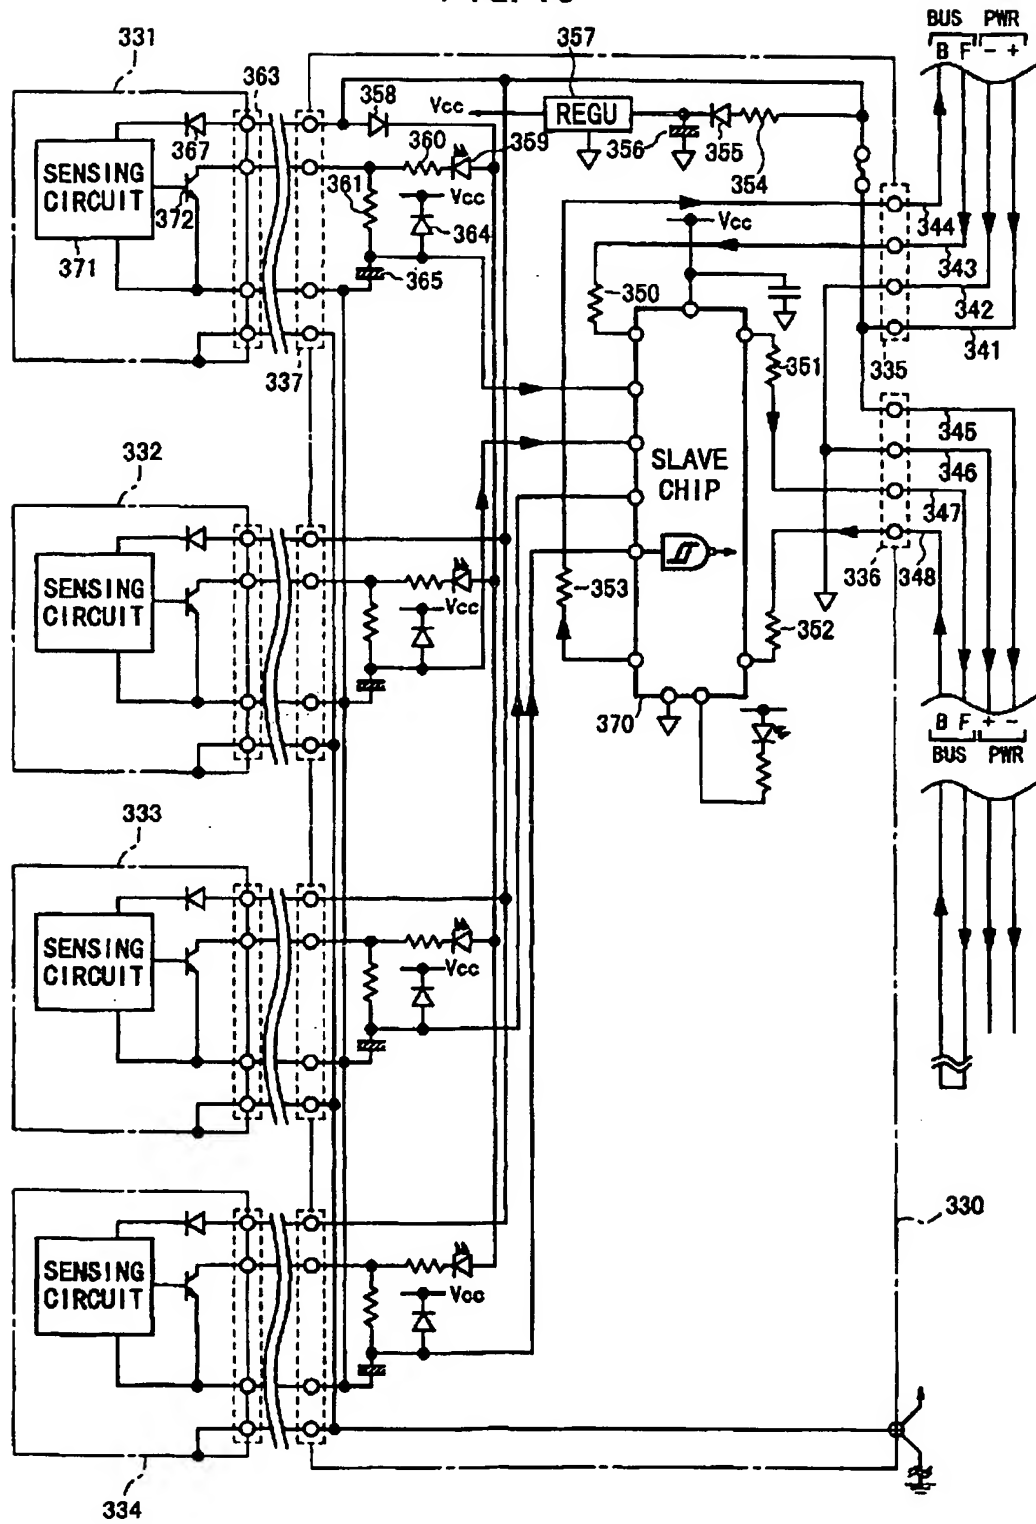 BUS PWR
B F - +
331
363
357
358
Vcc
REGU
356
355
354
367
360
359
SENSING
CIRCUIT
361
Vcc
372
364
371
365
Vcc
344
343
350
342
341
351
337
335
332
345
SLAVE
CHIP
346
347
SENSING
CIRCUIT
336
348
353
Vcc
352
370
B F + -
BUS PWR
333
SENSING
CIRCUIT
Vcc
330
SENSING
CIRCUIT
Vcc
334